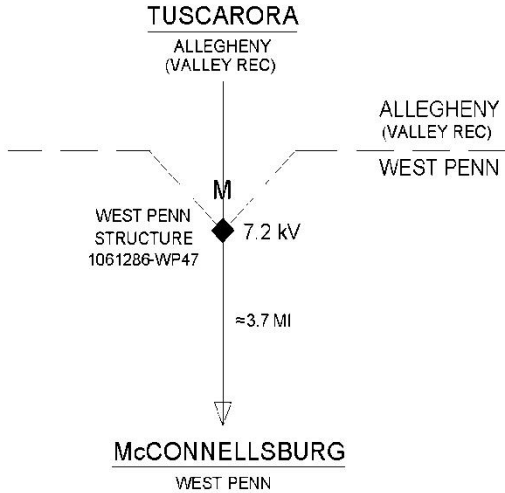 TUSCARORA
ALLEGHENY
(VALLEY REC)
ALLEGHENY
(VALLEY REC)
WEST PENN
M
WEST PENN
STRUCTURE
1061286-WP47
7.2 kV
≈3.7 MI
McCONNELLSBURG
WEST PENN